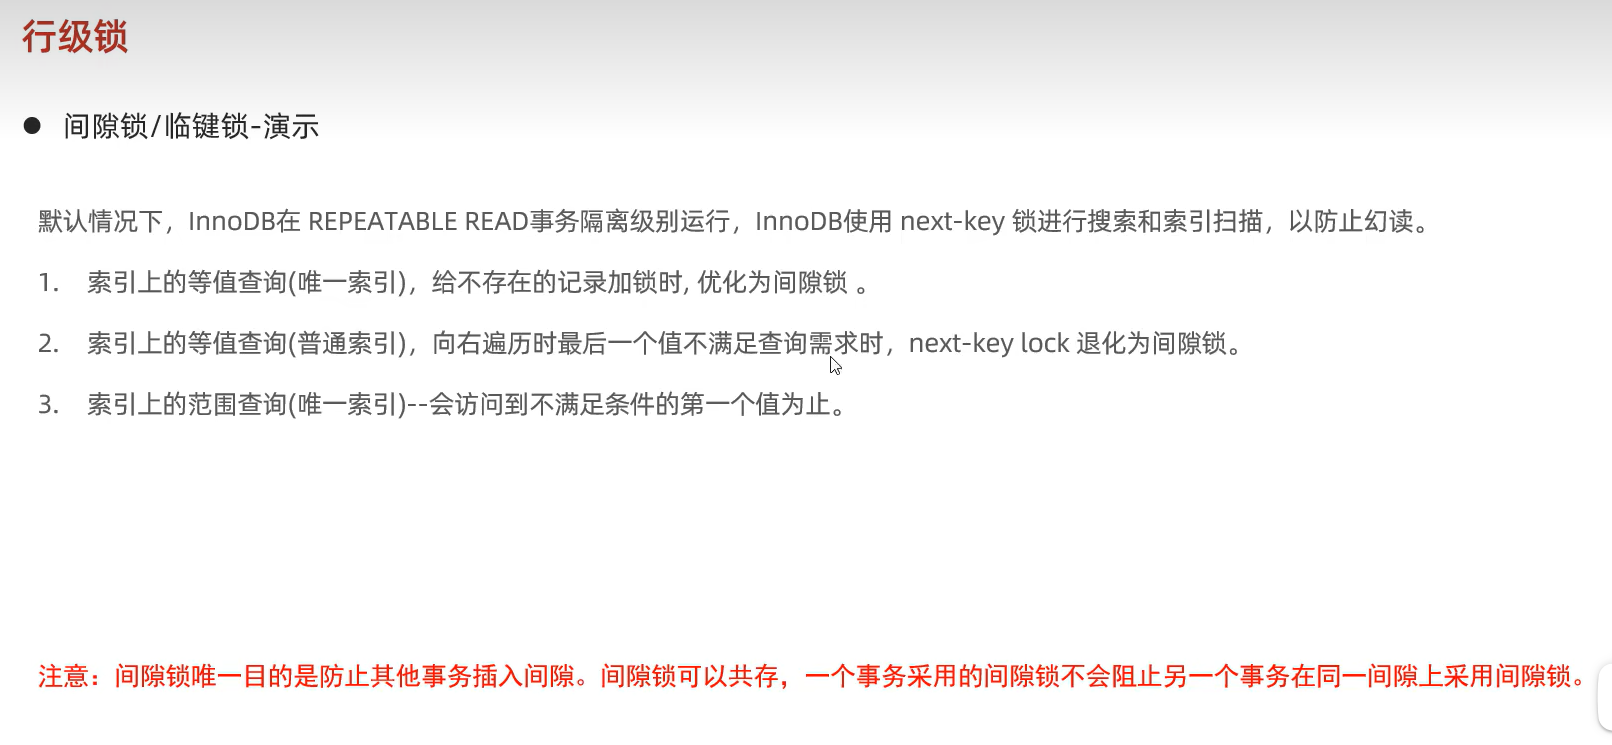 行级锁
● 间隙锁/临键锁-演示
默认情况下，InnoDB在 REPEATABLE READ事务隔离级别运行，InnoDB使用 next-key 锁进行搜索和索引扫描，以防止幻读。
1. 索引上的等值查询(唯一索引)，给不存在的记录加锁时, 优化为间隙锁 。
2. 索引上的等值查询(普通索引)，向右遍历时最后一个值不满足查询需求时，next-key lock 退化为间隙锁。
3. 索引上的范围查询(唯一索引)--会访问到不满足条件的第一个值为止。
注意：间隙锁唯一目的是防止其他事务插入间隙。间隙锁可以共存，一个事务采用的间隙锁不会阻止另一个事务在同一间隙上采用间隙锁。